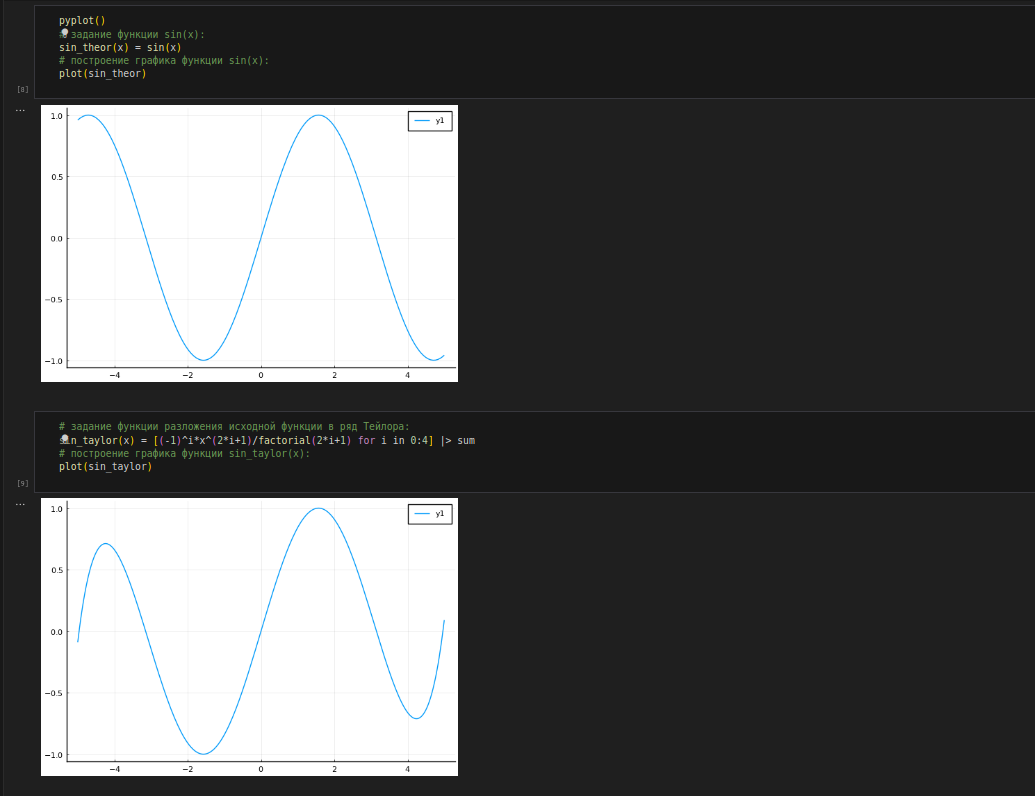 pyplot()
# задание функции sin(x):
sin_theor(x) = sin(x)
# построение графика функции sin(x):
plot(sin_theor)
[8]
...
1.0
0.5
0.0
−0.5
−1.0
−4
−2
0
2
4
y1
# задание функции разложения исходной функции в ряд Тейлора:
sin_taylor(x) = [(-1)^i*x^(2*i+1)/factorial(2*i+1) for i in 0:4] |> sum
# построение графика функции sin_taylor(x):
plot(sin_taylor)
[9]
...
1.0
0.5
0.0
−0.5
−1.0
−4
−2
0
2
4
y1